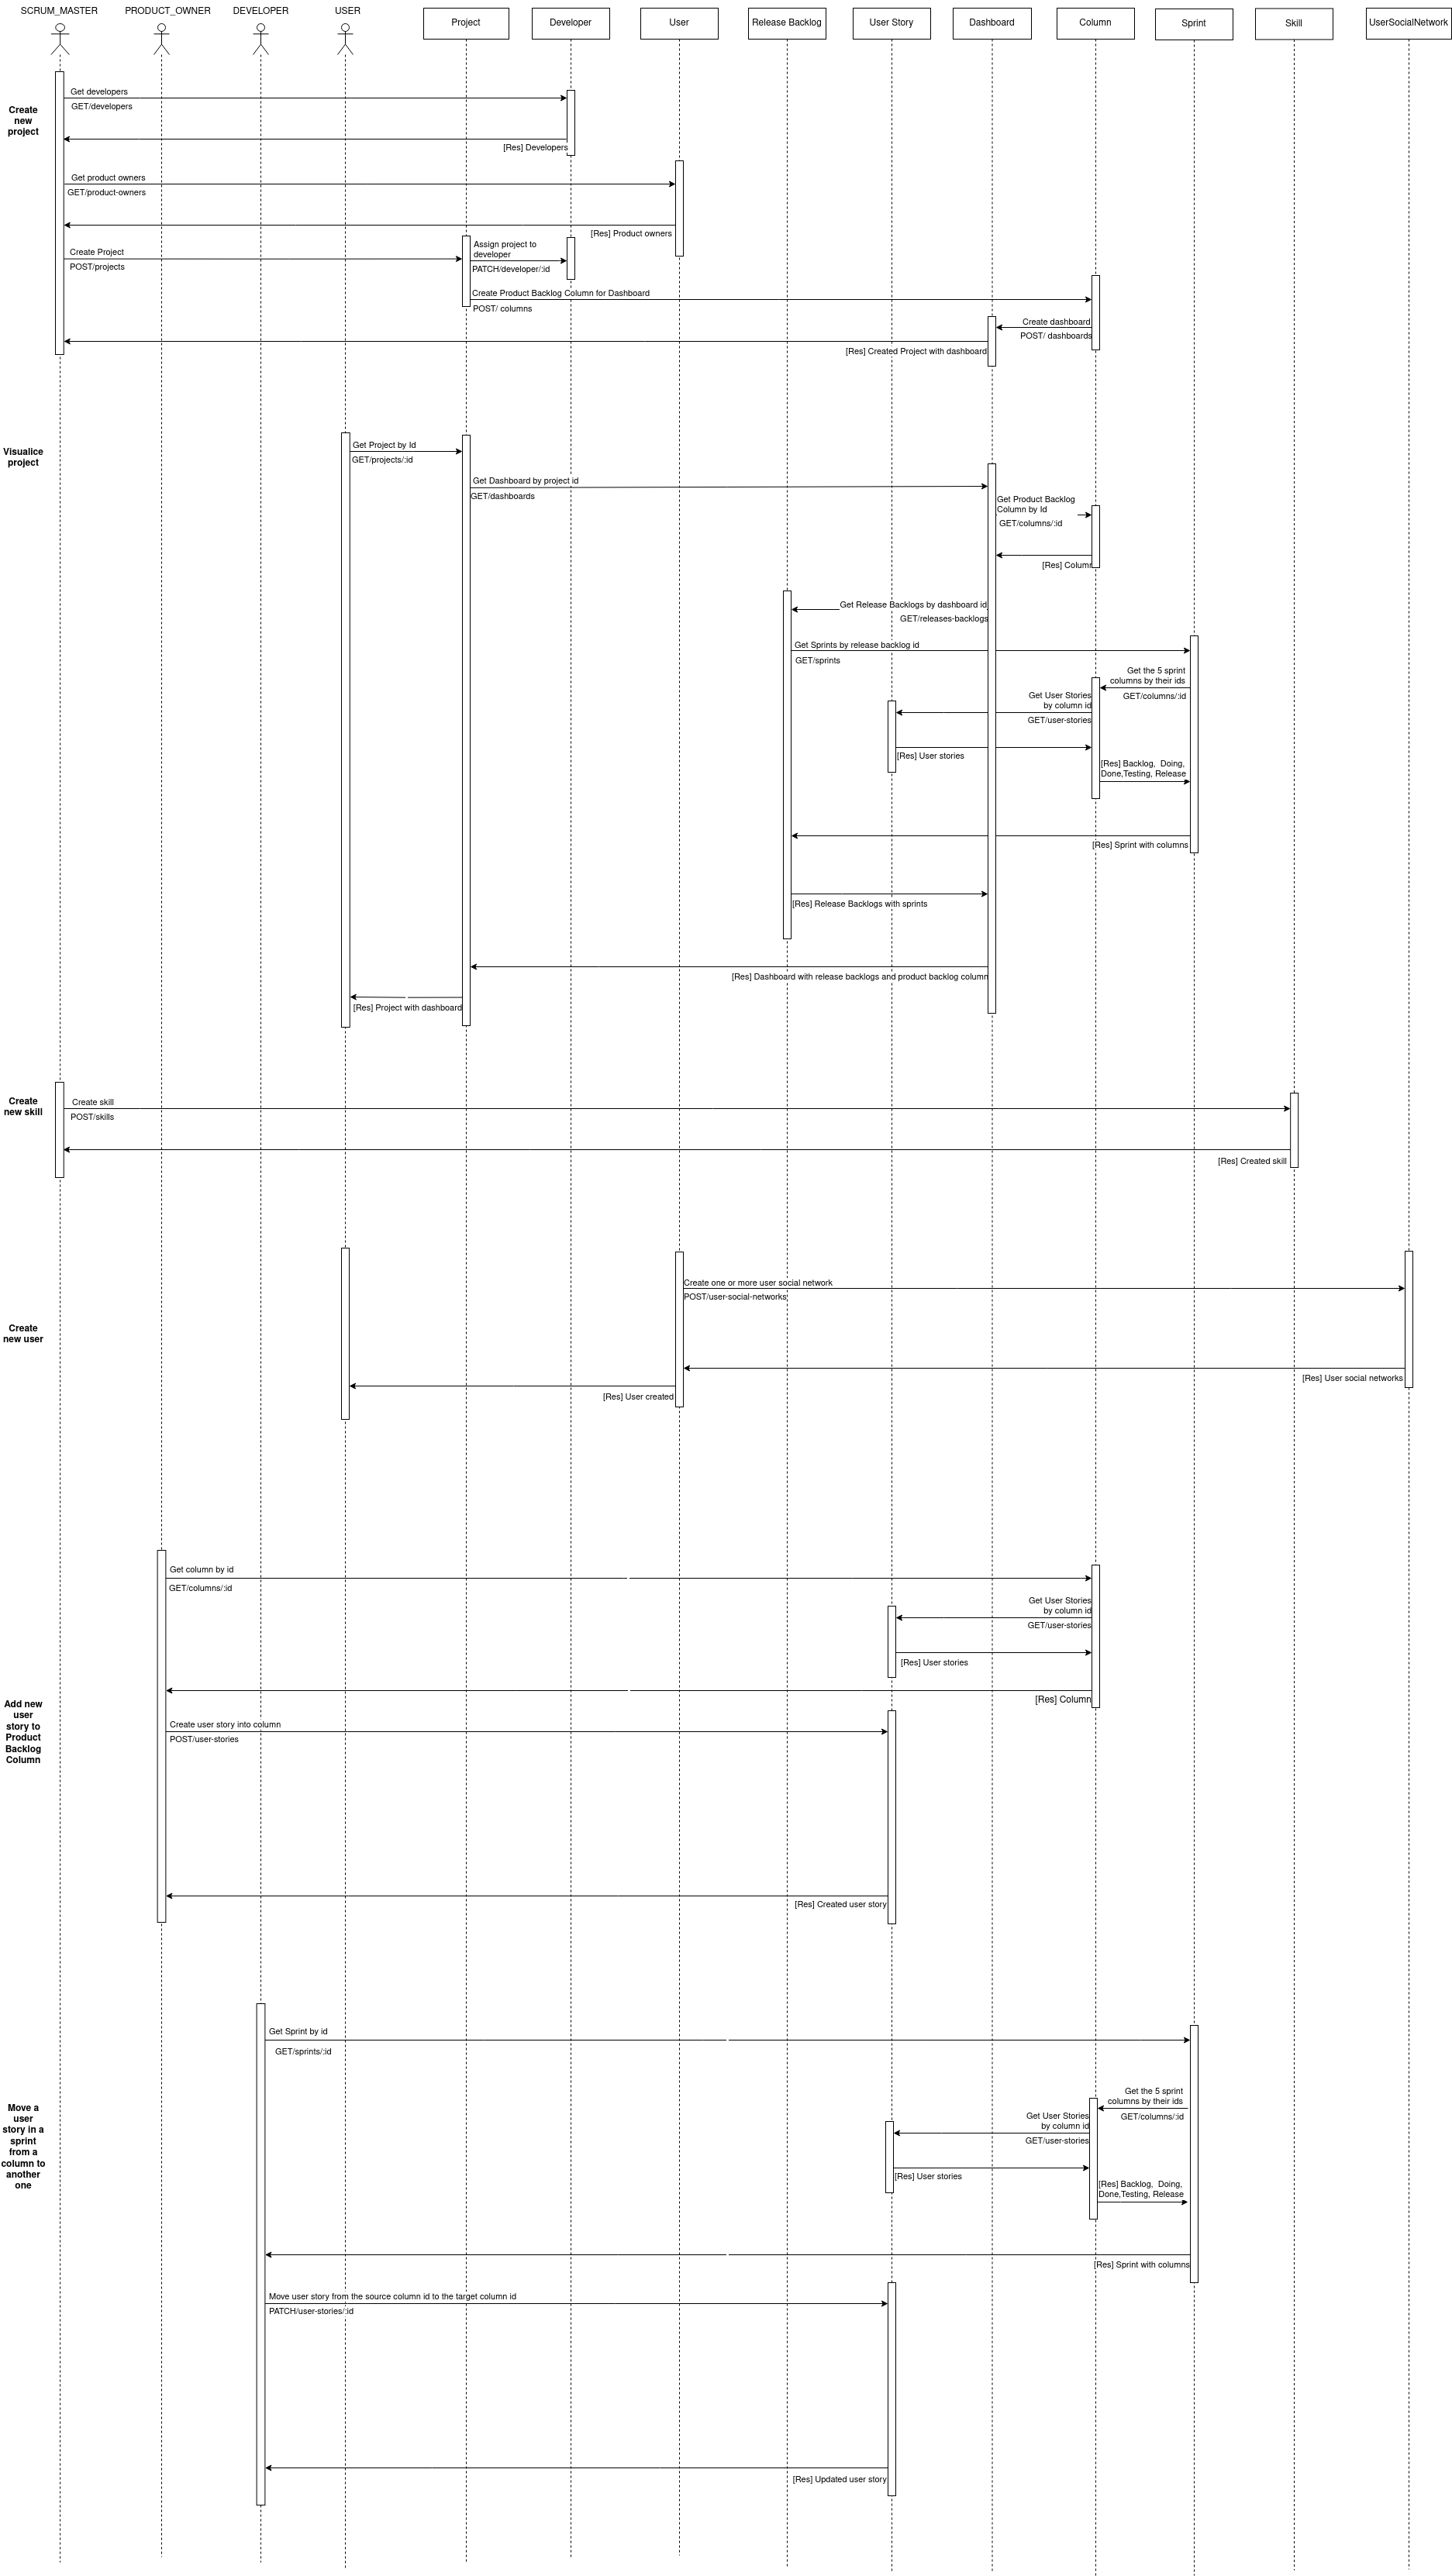 SCRUM_MASTER
PRODUCT_OWNER
DEVELOPER
USER
Project
Developer
User
Release Backlog
User Story
Dashboard
Column
Sprint
Skill
UserSocialNetwork
Create
new
project
Get developers
GET/developers
[Res] Developers
Get product owners
GET/product-owners
[Res] Product owners
Create Project
POST/projects
Assign project to
developer
PATCH/developer/:id
Create Product Backlog Column for Dashboard
POST/ columns
Create dashboard
POST/ dashboards
[Res] Created Project with dashboard
Visualice
project
Get Project by Id
GET/projects/:id
Get Dashboard by project id
GET/dashboards
Get Product Backlog
Column by Id
GET/columns/:id
[Res] Column
Get Release Backlogs by dashboard id
GET/releases-backlogs
Get Sprints by release backlog id
GET/sprints
Get the 5 sprint
columns by their ids
GET/columns/:id
Get User Stories
by column id
GET/user-stories
[Res] User stories
[Res] Backlog,  Doing,
Done,Testing, Release
[Res] Sprint with columns
[Res] Release Backlogs with sprints
[Res] Dashboard with release backlogs and product backlog column
[Res] Project with dashboard
Create
new skill
Create skill
POST/skills
[Res] Created skill
Create
new user
Create one or more user social network
POST/user-social-networks
[Res] User social networks
[Res] User created
Add new
user
story to
Product
Backlog
Column
Get column by id
GET/columns/:id
Get User Stories
by column id
GET/user-stories
[Res] User stories
[Res] Column
Create user story into column
POST/user-stories
[Res] Created user story
Move a
user
story in a
sprint
from a
column to
another
one
Get Sprint by id
GET/sprints/:id
Get the 5 sprint
columns by their ids
GET/columns/:id
Get User Stories
by column id
GET/user-stories
[Res] User stories
[Res] Backlog,  Doing,
Done,Testing, Release
[Res] Sprint with columns
Move user story from the source column id to the target column id
PATCH/user-stories/:id
[Res] Updated user story